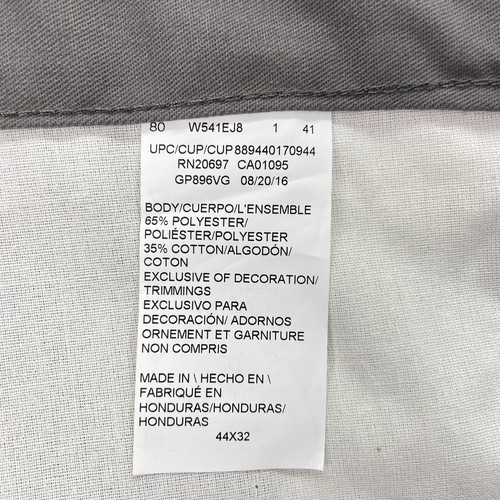 80 W541EJ8 1 41
UPC/CUP/CUP889440170944
RN20697 CA01095
GP896VG 08/20/16
BODY/CUERPO/L'ENSEMBLE
65% POLYESTER/
POLIÉSTER/POLYESTER
35% COTTON/ALGODÓN/
COTON
EXCLUSIVE OF DECORATION/
TRIMMINGS
EXCLUSIVO PARA
DECORACIÓN/ ADORNOS
ORNEMENT ET GARNITURE
NON COMPRIS
MADE IN \ HECHO EN \
FABRIQUÉ EN
HONDURAS/HONDURAS/
HONDURAS
44X32